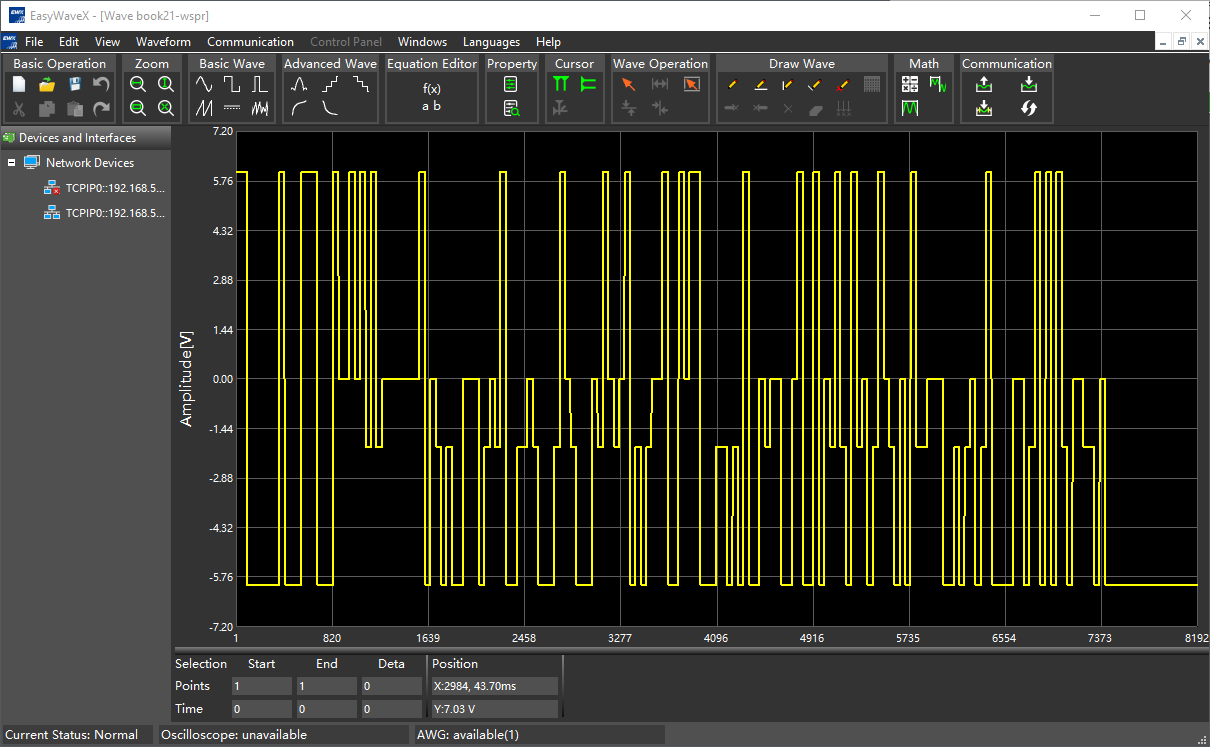 EasyWaveX - [Wave book21-wspr]
File Edit View Waveform Communication Control Panel Windows Languages Help
Basic Operation Zoom Basic Wave Advanced Wave Equation Editor Property Cursor Wave Operation Draw Wave Math Communication
f(x)
a b
Devices and Interfaces
Network Devices
TCPIP0::192.168.5...
TCPIP0::192.168.5...
Amplitude[V]
7.20
5.76
4.32
2.88
1.44
0.00
-1.44
-2.88
-4.32
-5.76
-7.20
1 820 1639 2458 3277 4096 4916 5735 6554 7373 8192
Selection Start End Deta Position
Points 1 1 0 X:2984, 43.70ms
Time 0 0 0 Y:7.03 V
Current Status: Normal Oscilloscope: unavailable AWG: available(1)